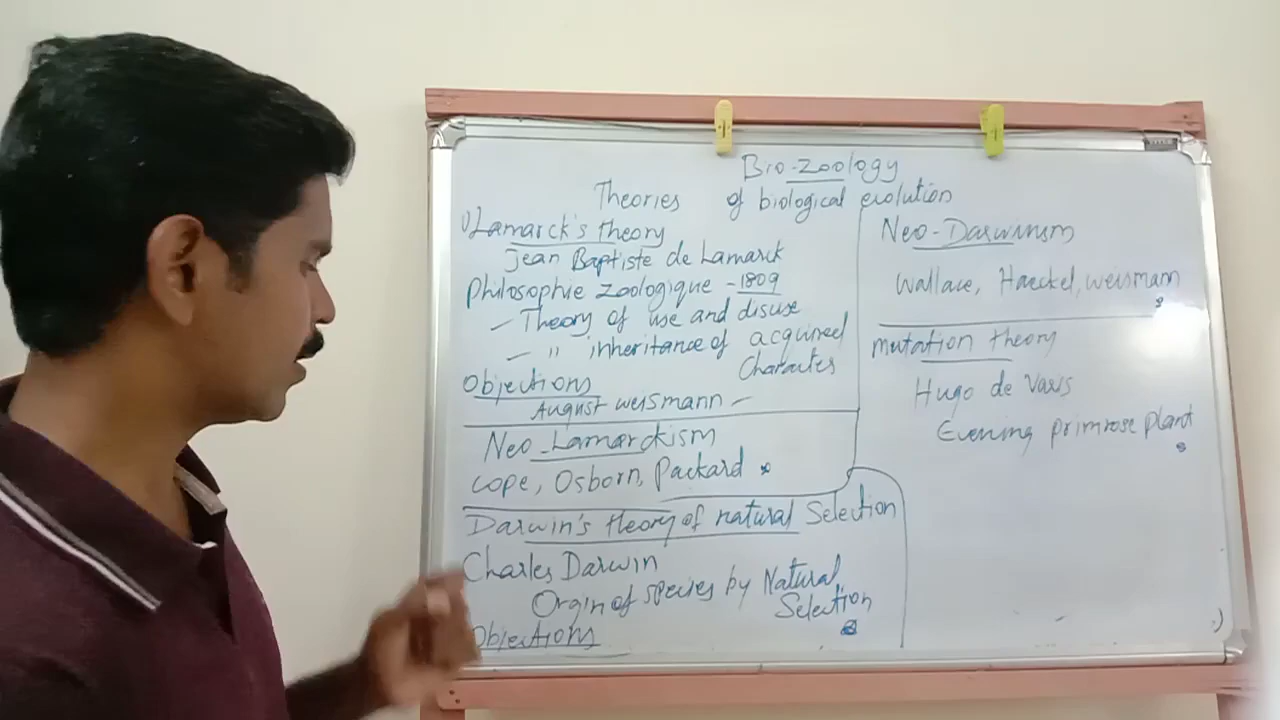 Bio-Zoology
Theories of biological evolution
1) Lamarck's theory
Jean Baptiste de Lamarck
Philosophie Zoologique - 1809
- Theory of use and disuse
- " inheritance of acquired
Charactes
Objections
August weismann -
Neo-Lamarckism
Cope, Osborn, Packard
Darwin's theory of natural Selection
Charles Darwin
Orgin of species by Natural
Selection
Objections
Neo-Darwinsm
Wallace, Haeckel, weismann
mutation theory
Hugo de Varis
Evening primrose plant